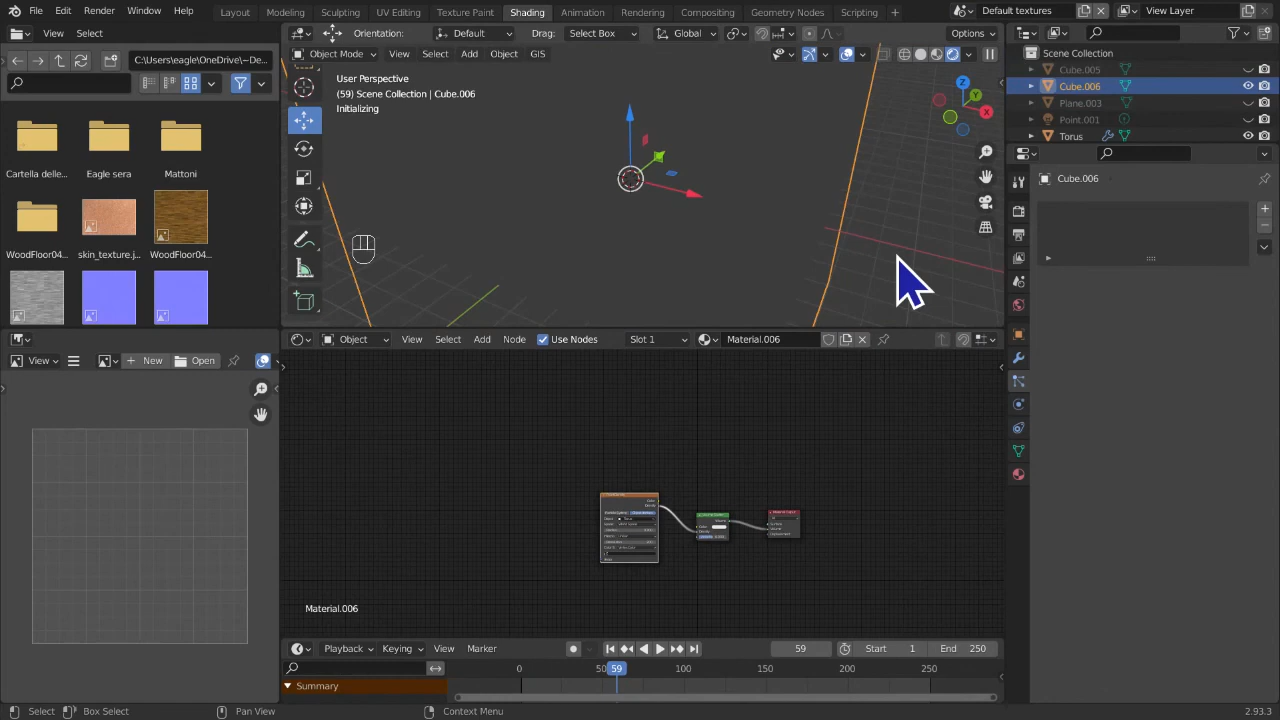 File Edit Render Window Help Layout Modeling Sculpting UV Editing Texture Paint Shading Animation Rendering Compositing Geometry Nodes Scripting Default textures View Layer
View Select
C:\Users\eagle\OneDrive\~De...
Cartella delle...
Eagle sera
Mattoni
WoodFloor04...
skin_texture.j...
WoodFloor04...
Orientation: Default Drag: Select Box Global Options
Object Mode View Select Add Object GIS
User Perspective
(59) Scene Collection | Cube.006
Initializing
Z
Y
X
Scene Collection
Cube.005
Cube.006
Plane.003
Point.001
Torus
Cube.006
View New Open
Object View Select Add Node Use Nodes Slot 1 Material.006
Material.006
Playback Keying View Marker 59 Start 1 End 250
0 50 59 100 150 200 250
Summary
Select Box Select Pan View Context Menu 2.93.3